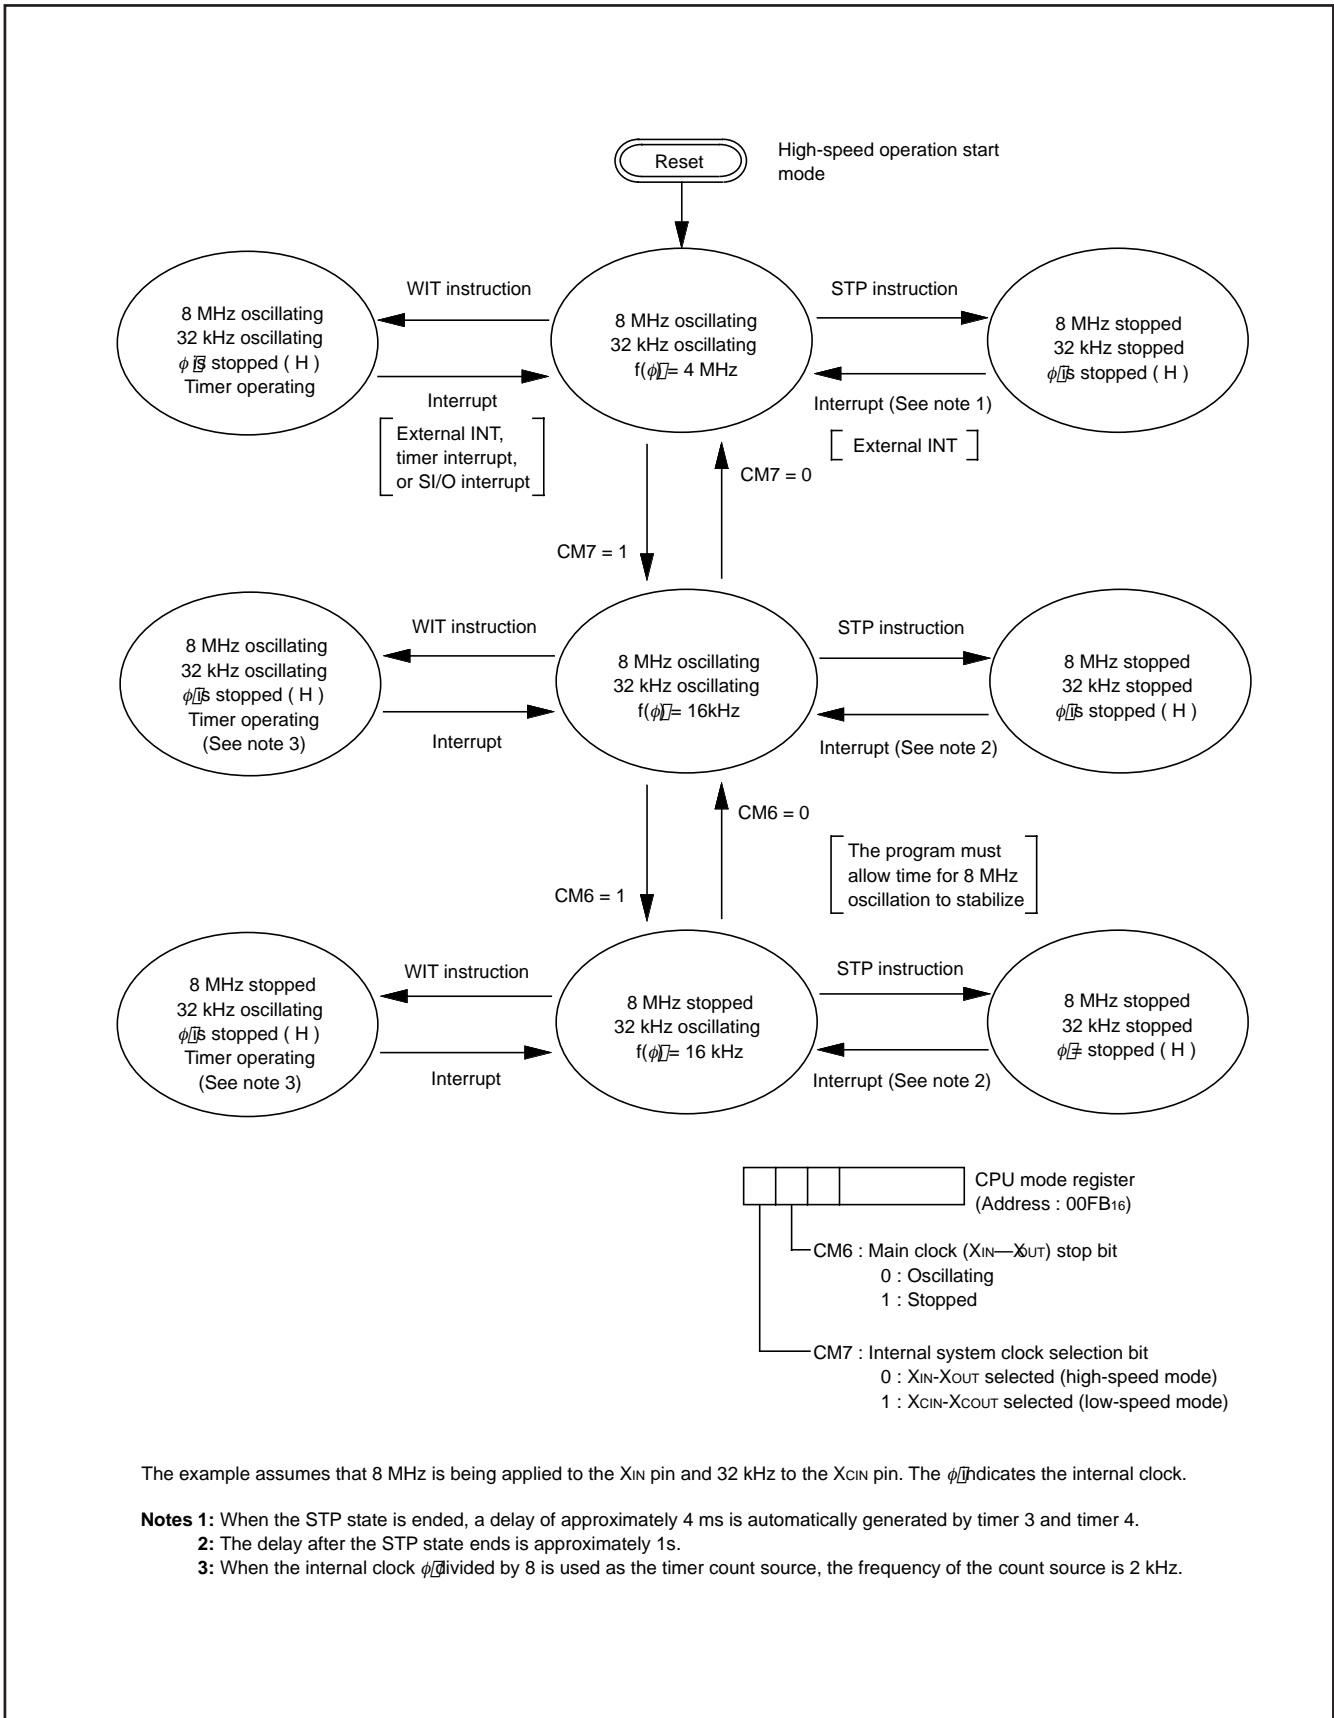 Reset
High-speed operation start
mode
8 MHz oscillating
32 kHz oscillating
ϕ is stopped ( H )
Timer operating
WIT instruction
Interrupt
External INT,
timer interrupt,
or SI/O interrupt
8 MHz oscillating
32 kHz oscillating
f(ϕ) = 4 MHz
STP instruction
Interrupt (See note 1)
External INT
8 MHz stopped
32 kHz stopped
ϕ is stopped ( H )
CM7 = 1
CM7 = 0
8 MHz oscillating
32 kHz oscillating
ϕ is stopped ( H )
Timer operating
(See note 3)
WIT instruction
Interrupt
8 MHz oscillating
32 kHz oscillating
f(ϕ) = 16kHz
STP instruction
Interrupt (See note 2)
8 MHz stopped
32 kHz stopped
ϕ is stopped ( H )
CM6 = 1
CM6 = 0
The program must
allow time for 8 MHz
oscillation to stabilize
8 MHz stopped
32 kHz oscillating
ϕ is stopped ( H )
Timer operating
(See note 3)
WIT instruction
Interrupt
8 MHz stopped
32 kHz oscillating
f(ϕ) = 16 kHz
STP instruction
Interrupt (See note 2)
8 MHz stopped
32 kHz stopped
ϕ = stopped ( H )
CPU mode register
(Address : 00FB16)
CM6 : Main clock (XIN—XOUT) stop bit
0 : Oscillating
1 : Stopped
CM7 : Internal system clock selection bit
0 : XIN-XOUT selected (high-speed mode)
1 : XCIN-XCOUT selected (low-speed mode)
The example assumes that 8 MHz is being applied to the XIN pin and 32 kHz to the XCIN pin. The ϕ indicates the internal clock.
Notes 1: When the STP state is ended, a delay of approximately 4 ms is automatically generated by timer 3 and timer 4.
2: The delay after the STP state ends is approximately 1s.
3: When the internal clock ϕ divided by 8 is used as the timer count source, the frequency of the count source is 2 kHz.